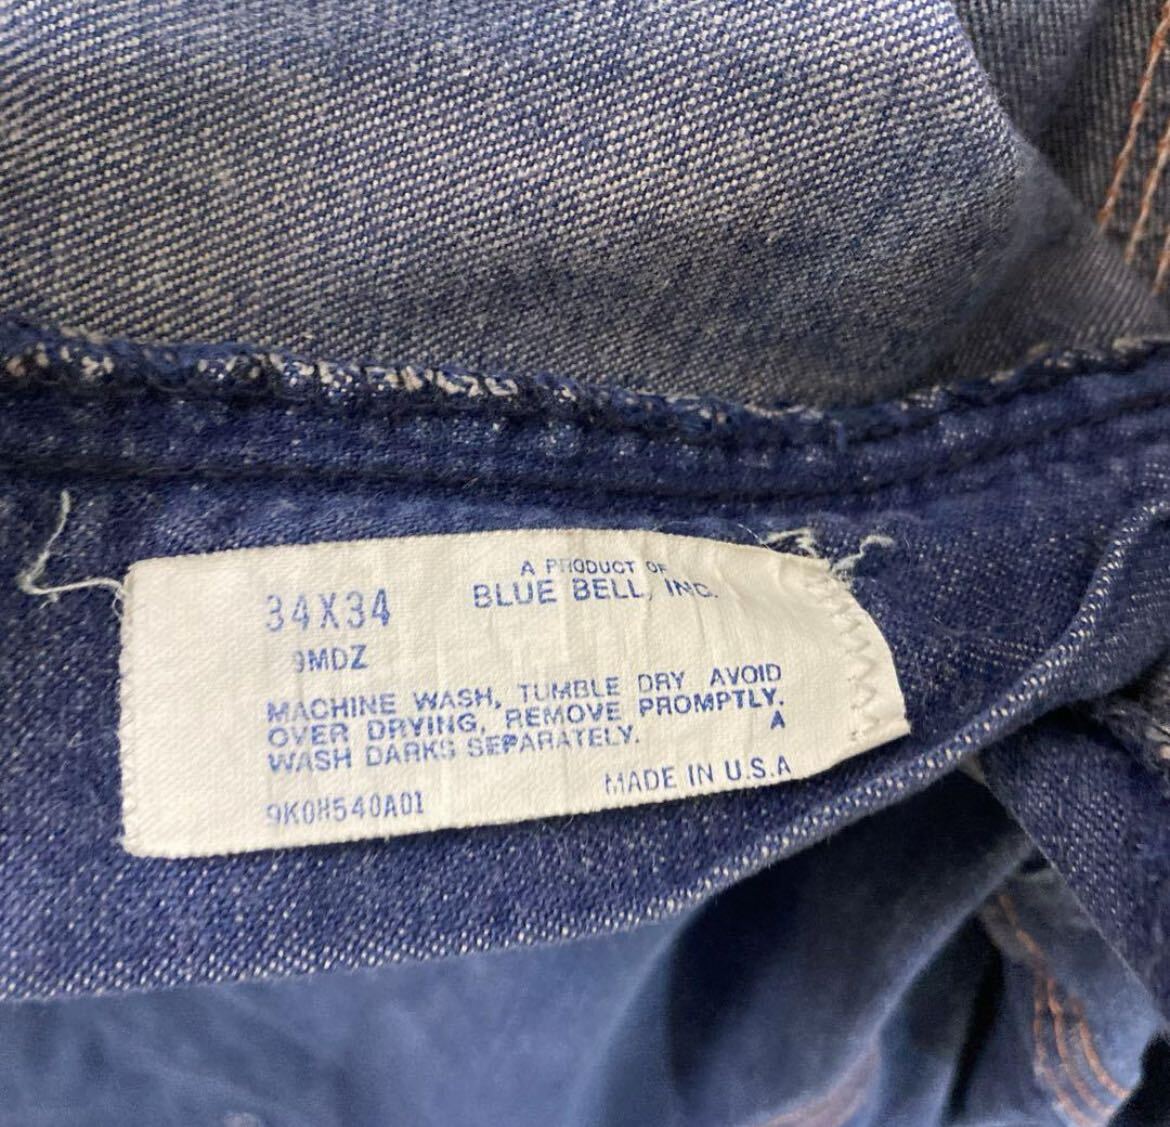 A PRODUCT OF
BLUE BELL, INC.
34X34
9MDZ
MACHINE WASH, TUMBLE DRY AVOID
OVER DRYING, REMOVE PROMPTLY.
WASH DARKS SEPARATELY. A
MADE IN U.S.A
9K0H540A01